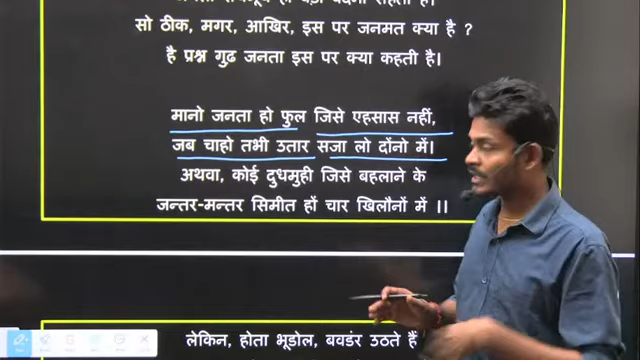 सो ठीक, मगर, आखिर, इस पर जनमत क्या है ?
है प्रश्न गुढ जनता इस पर क्या कहती है।
मानो जनता हो फुल जिसे एहसास नहीं,
जब चाहो तभी उतार सजा लो दोंनो में।
अथवा, कोई दुधमुही जिसे बहलाने के
जन्तर-मन्तर सिमीत हों चार खिलौनों में ।।
लेकिन, होता भूडोल, बवडंर उठते हैं